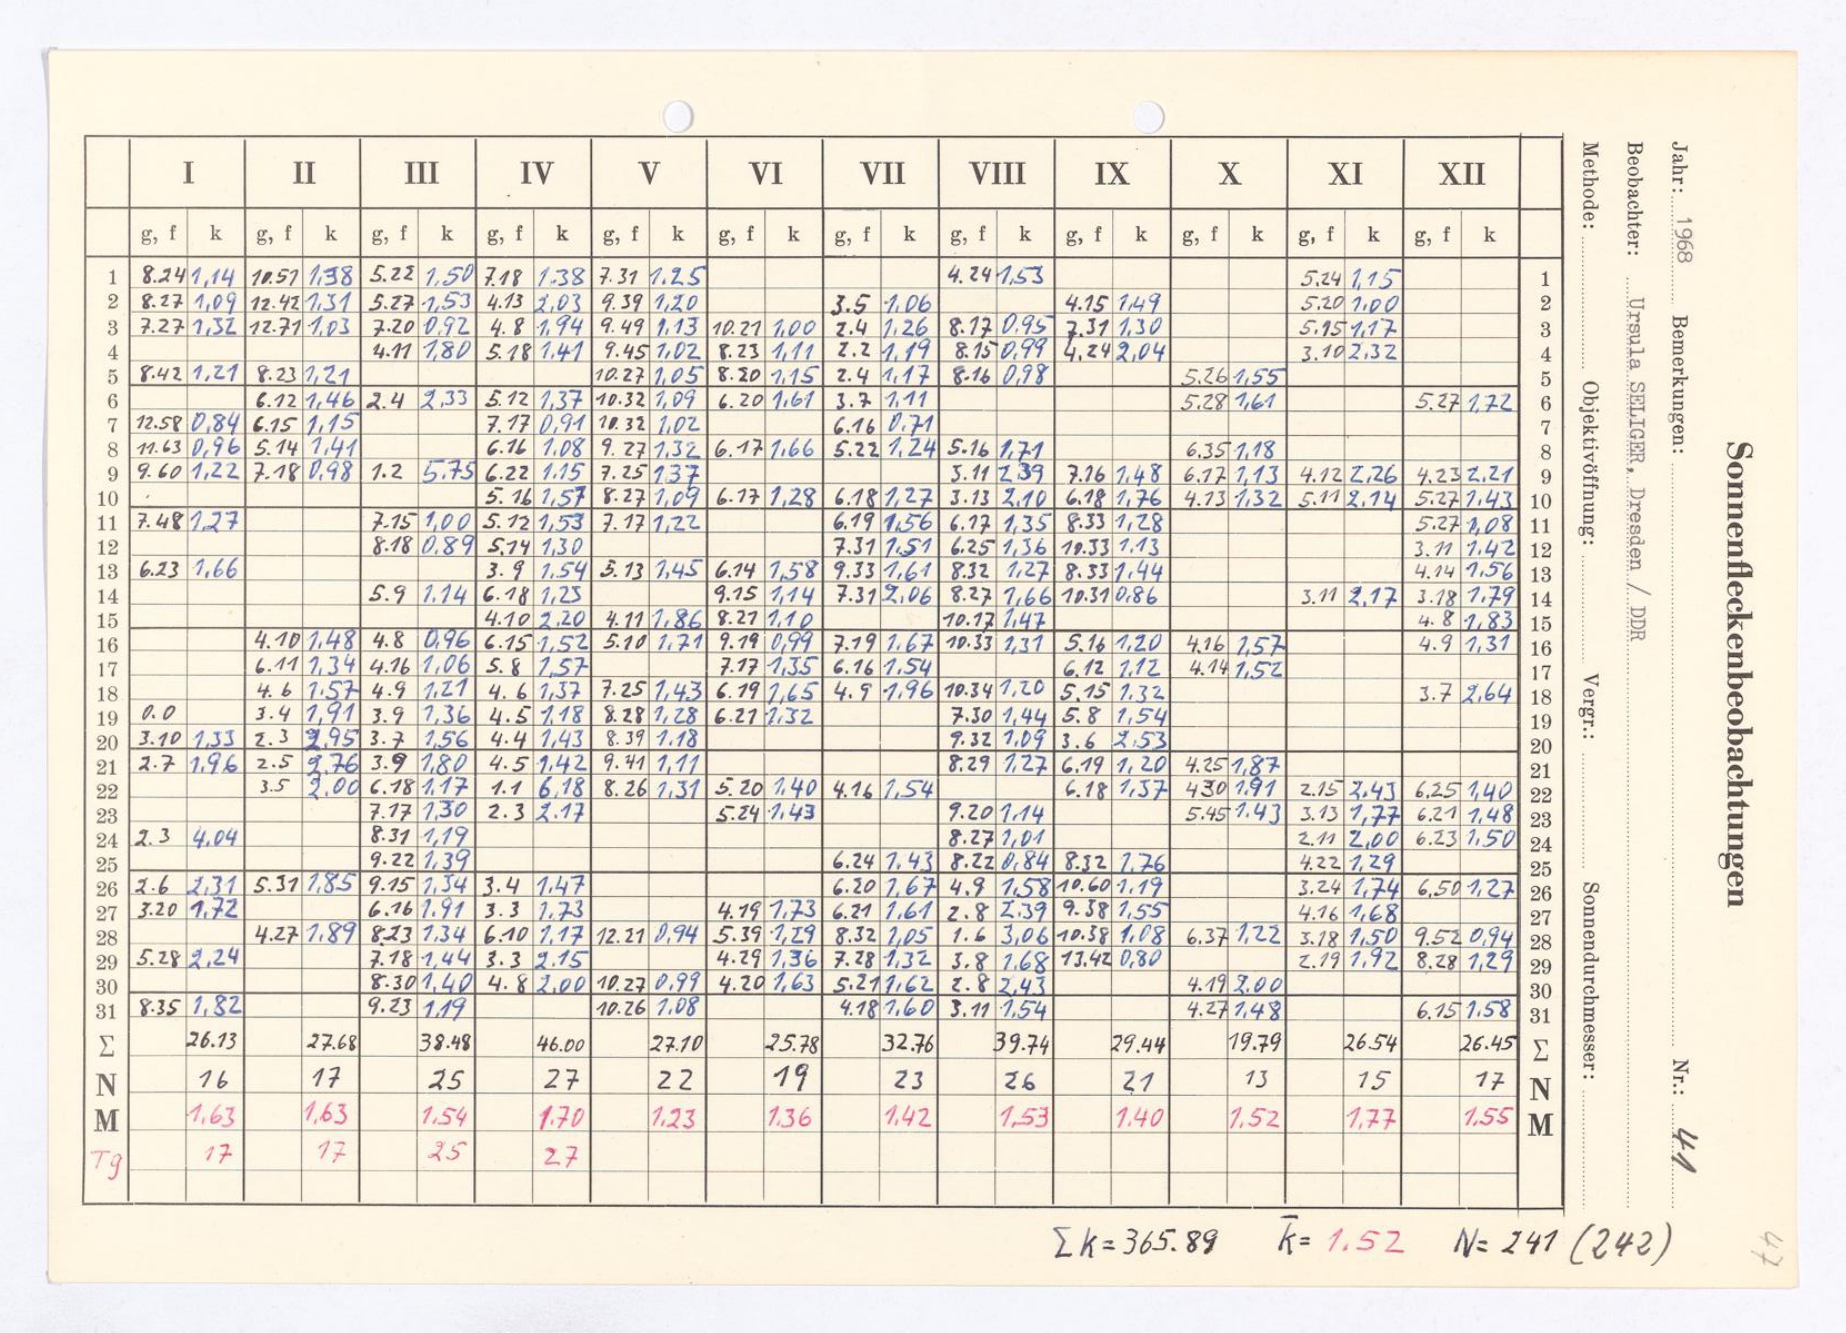 Sonnenfleckenbeobachtungen
Jahr: 1968 Bemerkungen: Nr.: 41
Beobachter: Ursula SELIGER, Dresden / DDR
Methode: Objektivöffnung: Vergr.: Sonnendurchmesser:
I II III IV V VI VII VIII IX X XI XII
g, f k g, f k g, f k g, f k g, f k g, f k g, f k g, f k g, f k g, f k g, f k g, f k
1 8.24 1,14 10.51 1,38 5.22 1,50 7.18 1.38 7.31 1.25 4.24 1,53 5.24 1,15 1
2 8.27 1,09 12.42 1,31 5.27 1,53 4.13 2,03 9.39 1,20 3.5 1,06 4.15 1,49 5.20 1,00 2
3 7.27 1,32 12.71 1,03 7.20 0,92 4.8 1,94 9.49 1,13 10.21 1,00 2.4 1,26 8.17 0,95 7.31 1,30 5.15 1,17 3
4 4.11 1,80 5.18 1,41 9.45 1,02 8.23 1,11 2.2 1,19 8.15 0,99 4.24 2,04 3.10 2,32 4
5 8.42 1,21 8.23 1,21 10.27 1,05 8.20 1,15 2.4 1,17 8.16 0,98 5.26 1,55 5
6 6.12 1,46 2.4 2,33 5.12 1,37 10.32 1,09 6.20 1,61 3.7 1,11 5.28 1,61 5.27 1,72 6
7 12.58 0,84 6.15 1,15 7.17 0,91 10.32 1,02 6.16 0,71 7
8 11.63 0,96 5.14 1,41 6.16 1,08 9.27 1,32 6.17 1,66 5.22 1,24 5.16 1,71 6.35 1,18 8
9 9.60 1,22 7.18 0,98 1.2 5,75 6.22 1,15 7.25 1,37 3.11 2,39 7.16 1,48 6.17 1,13 4.12 2,26 4.23 2,21 9
10 5.16 1,57 8.27 1,09 6.17 1,28 6.18 1,27 3.13 2,10 6.18 1,76 4.13 1,32 5.11 2,14 5.27 1,43 10
11 7.48 1,27 7.15 1,00 5.12 1,53 7.17 1,22 6.19 1,56 6.17 1,35 8.33 1,28 5.27 1,08 11
12 8.18 0,89 5.14 1,30 7.31 1,51 6.25 1,36 10.33 1,13 3.11 1,42 12
13 6.23 1,66 3.9 1,54 5.13 1,45 6.14 1,58 9.33 1,61 8.32 1,27 8.33 1,44 4.14 1,56 13
14 5.9 1,14 6.18 1,23 9.15 1,14 7.31 2,06 8.27 1,66 10.31 0,86 3.11 2,17 3.18 1,79 14
15 4.10 2,20 4.11 1,86 8.21 1,10 10.17 1,47 4.8 1,83 15
16 4.10 1,48 4.8 0,96 6.15 1,52 5.10 1,71 9.19 0,99 7.19 1,67 10.33 1,31 5.16 1,20 4.16 1,57 4.9 1,31 16
17 6.11 1,34 4.16 1,06 5.8 1,57 7.17 1,35 6.16 1,54 6.12 1,12 4.14 1,52 17
18 4.6 1.57 4.9 1,21 4.6 1,37 7.25 1,43 6.19 1,65 4.9 1,96 10.34 1,20 5.15 1,32 3.7 2,64 18
19 0.0 3.4 1,91 3.9 1,36 4.5 1,18 8.28 1,28 6.21 1,32 7.30 1,44 5.8 1,54 19
20 3.10 1,33 2.3 2,95 3.7 1,56 4.4 1,43 8.39 1.18 9.32 1,09 3.6 2,53 20
21 2.7 1,96 2.5 2,76 3.9 1,80 4.5 1,42 9.41 1,11 8.29 1,27 6.19 1,20 4.25 1,87 21
22 3.5 2,00 6.18 1,17 1.1 6,18 8.26 1,31 5.20 1,40 4.16 1,54 6.18 1,37 4.30 1,91 2.15 2,43 6.25 1,40 22
23 7.17 1,30 2.3 2.17 5.24 1,43 9.20 1,14 5.45 1.43 3.13 1,77 6.21 1,48 23
24 2.3 4,04 8.31 1,19 8.27 1,01 2.11 2,00 6.23 1,50 24
25 9.22 1,39 6.24 1,43 8.22 0,84 8.32 1,76 4.22 1,29 25
26 2.6 2,31 5.31 1,85 9.15 1,34 3.4 1,47 6.20 1,67 4.9 1,58 10.60 1,19 3.24 1,74 6,50 1,27 26
27 3.20 1,72 6.16 1.91 3.3 1.73 4.19 1,73 6.21 1,61 2.8 2,39 9.38 1,55 4.16 1,68 27
28 4.27 1,89 8.23 1,34 6.10 1,17 12.21 0,94 5.39 1,29 8.32 1,05 1.6 3,06 10.38 1,08 6.37 1,22 3.18 1,50 9.52 0,94 28
29 5.28 2,24 7.18 1,44 3.3 2.15 4.29 1,36 7.28 1,32 3.8 1.68 13.42 0,80 2.19 1,92 8.28 1,29 29
30 8.30 1,40 4.8 2,00 10.27 0,99 4.20 1,63 5.21 1,62 2.8 2,43 4.19 2,00 30
31 8.35 1,82 9.23 1,19 10.26 1,08 4.18 1,60 3.11 1,54 4.27 1,48 6.15 1,58 31
Σ 26.13 27.68 38.48 46.00 27.10 25.78 32.76 39.74 29.44 19.79 26.54 26.45 Σ
N 16 17 25 27 22 19 23 26 21 13 15 17 N
M 1,63 1,63 1,54 1.70 1,23 1.36 1,42 1,53 1.40 1,52 1,77 1,55 M
Tg 17 17 25 27
Σk = 365.89 k̄ = 1.52 N = 241 (242)
47